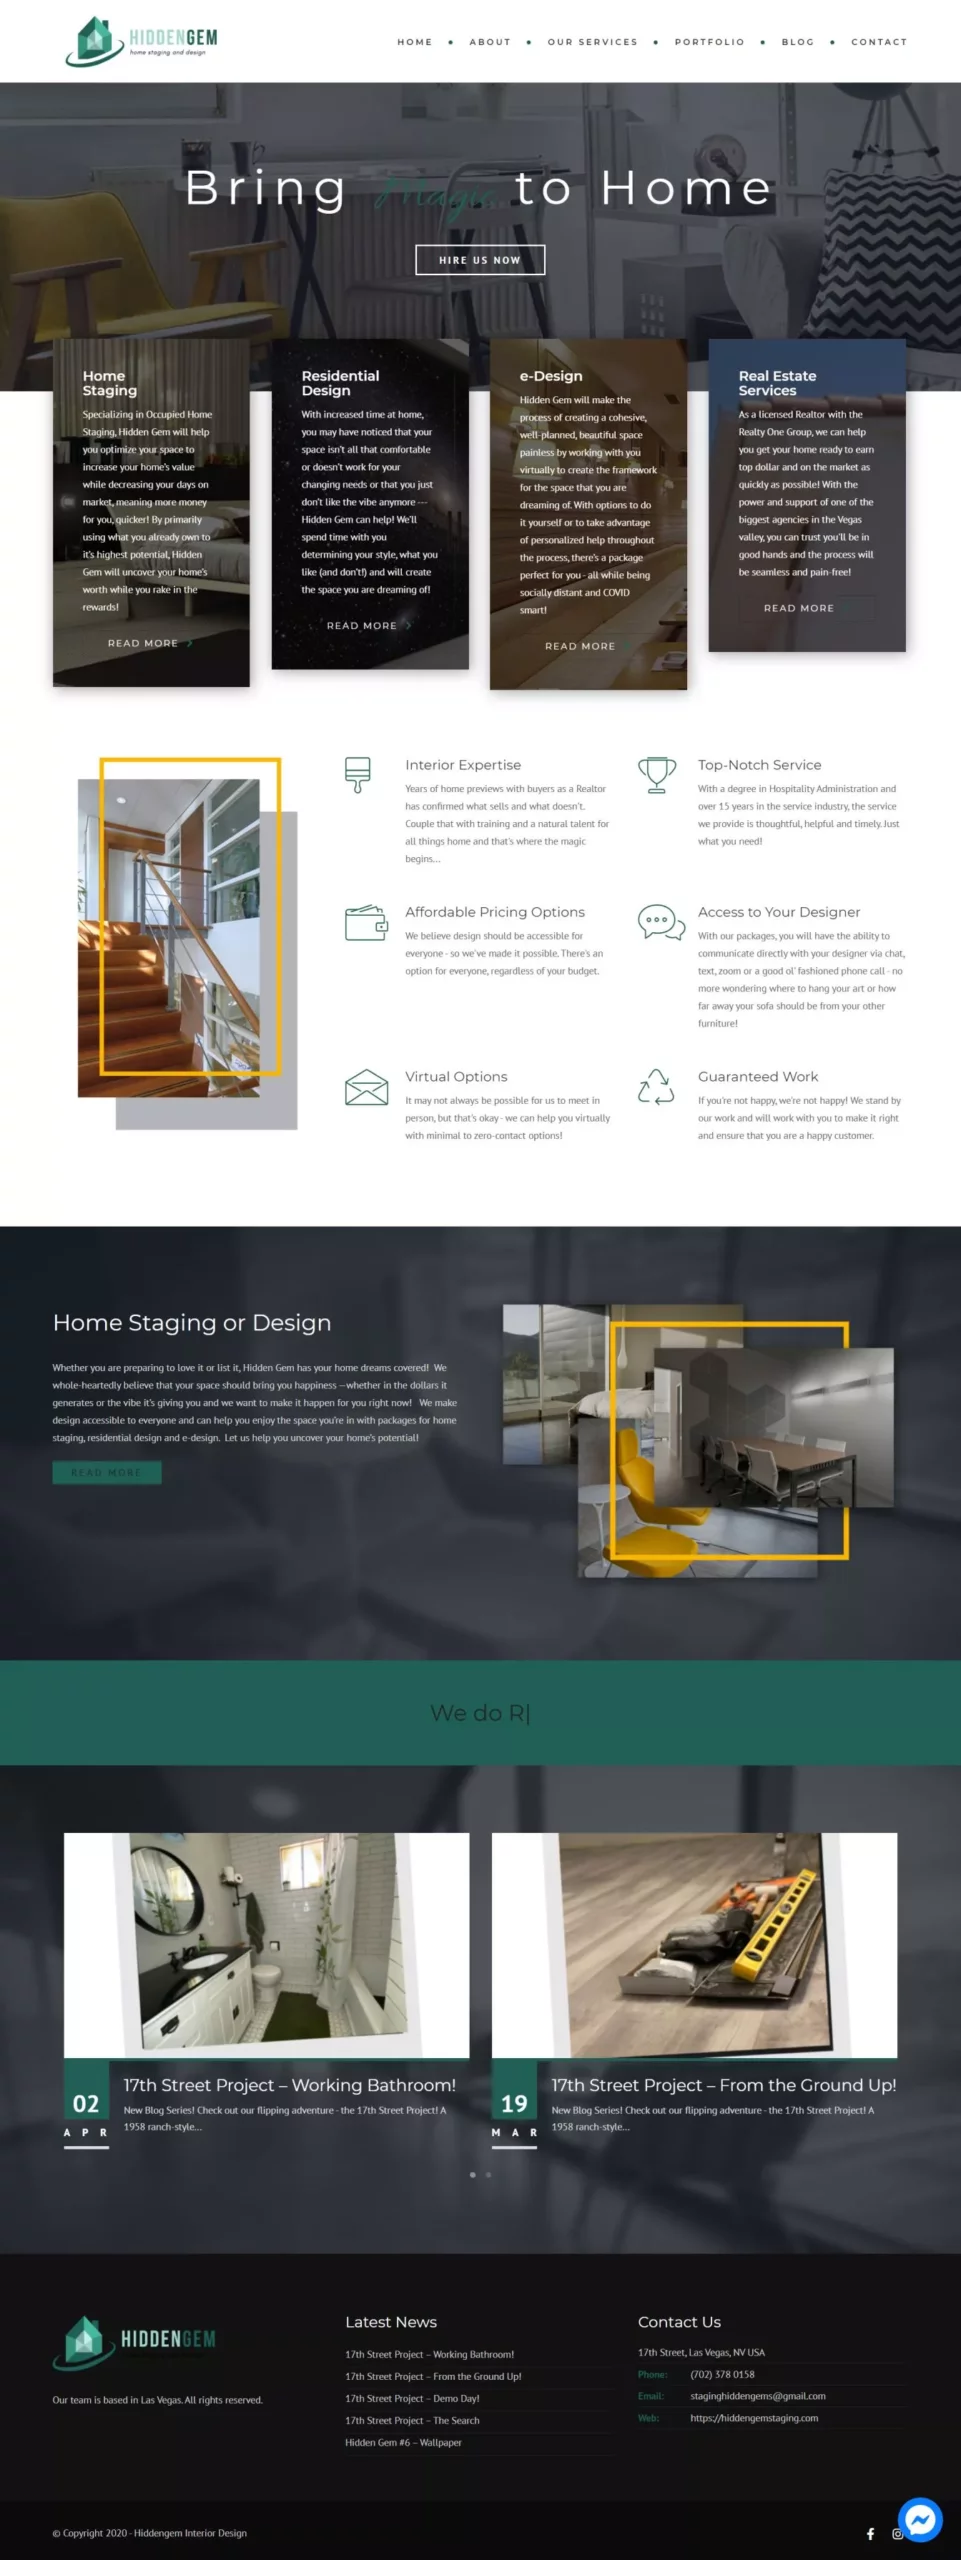 HIDDENGEM
home staging and design
HOME • ABOUT • OUR SERVICES • PORTFOLIO • BLOG • CONTACT
Bring Magic to Home
HIRE US NOW
Home
Staging
Specializing in Occupied Home
Staging, Hidden Gem will help
you optimize your space to
increase your home's value
while decreasing your days on
market, meaning more money
for you, quicker! By primarily
using what you already own to
it's highest potential, Hidden
Gem will uncover your home's
worth while you rake in the
rewards!
READ MORE
Residential
Design
With increased time at home,
you may have noticed that your
space isn't all that comfortable
or doesn't work for your
changing needs or that you just
don't like the vibe anymore ---
Hidden Gem can help! We'll
spend time with you
determining your style, what you
like (and don't!) and will create
the space you are dreaming of!
READ MORE
e-Design
Hidden Gem will make the
process of creating a cohesive,
well-planned, beautiful space
painless by working with you
virtually to create the framework
for the space that you are
dreaming of. With options to do
it yourself or to take advantage
of personalized help throughout
the process, there's a package
perfect for you - all while being
socially distant and COVID
smart!
READ MORE
Real Estate
Services
As a licensed Realtor with the
Realty One Group, we can help
you get your home ready to earn
top dollar and on the market as
quickly as possible! With the
power and support of one of the
biggest agencies in the Vegas
valley, you can trust you'll be in
good hands and the process will
be seamless and pain-free!
READ MORE
Interior Expertise
Years of home previews with buyers as a Realtor
has confirmed what sells and what doesn't.
Couple that with training and a natural talent for
all things home and that's where the magic
begins...
Top-Notch Service
With a degree in Hospitality Administration and
over 15 years in the service industry, the service
we provide is thoughtful, helpful and timely. Just
what you need!
Affordable Pricing Options
We believe design should be accessible for
everyone - so we've made it possible. There's an
option for everyone, regardless of your budget.
Access to Your Designer
With our packages, you will have the ability to
communicate directly with your designer via chat,
text, zoom or a good ol' fashioned phone call - no
more wondering where to hang your art or how
far away your sofa should be from your other
furniture!
Virtual Options
It may not always be possible for us to meet in
person, but that's okay - we can help you virtually
with minimal to zero-contact options!
Guaranteed Work
If you're not happy, we're not happy! We stand by
our work and will work with you to make it right
and ensure that you are a happy customer.
Home Staging or Design
Whether you are preparing to love it or list it, Hidden Gem has your home dreams covered! We
whole-heartedly believe that your space should bring you happiness —whether in the dollars it
generates or the vibe it's giving you and we want to make it happen for you right now! We make
design accessible to everyone and can help you enjoy the space you're in with packages for home
staging, residential design and e-design. Let us help you uncover your home's potential!
READ MORE
We do R|
02
APR
17th Street Project – Working Bathroom!
New Blog Series! Check out our flipping adventure - the 17th Street Project! A
1958 ranch-style...
19
MAR
17th Street Project – From the Ground Up!
New Blog Series! Check out our flipping adventure - the 17th Street Project! A
1958 ranch-style...
HIDDENGEM
Our team is based in Las Vegas. All rights reserved.
Latest News
17th Street Project – Working Bathroom!
17th Street Project – From the Ground Up!
17th Street Project – Demo Day!
17th Street Project – The Search
Hidden Gem #6 – Wallpaper
Contact Us
17th Street, Las Vegas, NV USA
Phone: (702) 378 0158
Email: staginghiddengems@gmail.com
Web: https://hiddengemstaging.com
© Copyright 2020 - Hiddengem Interior Design